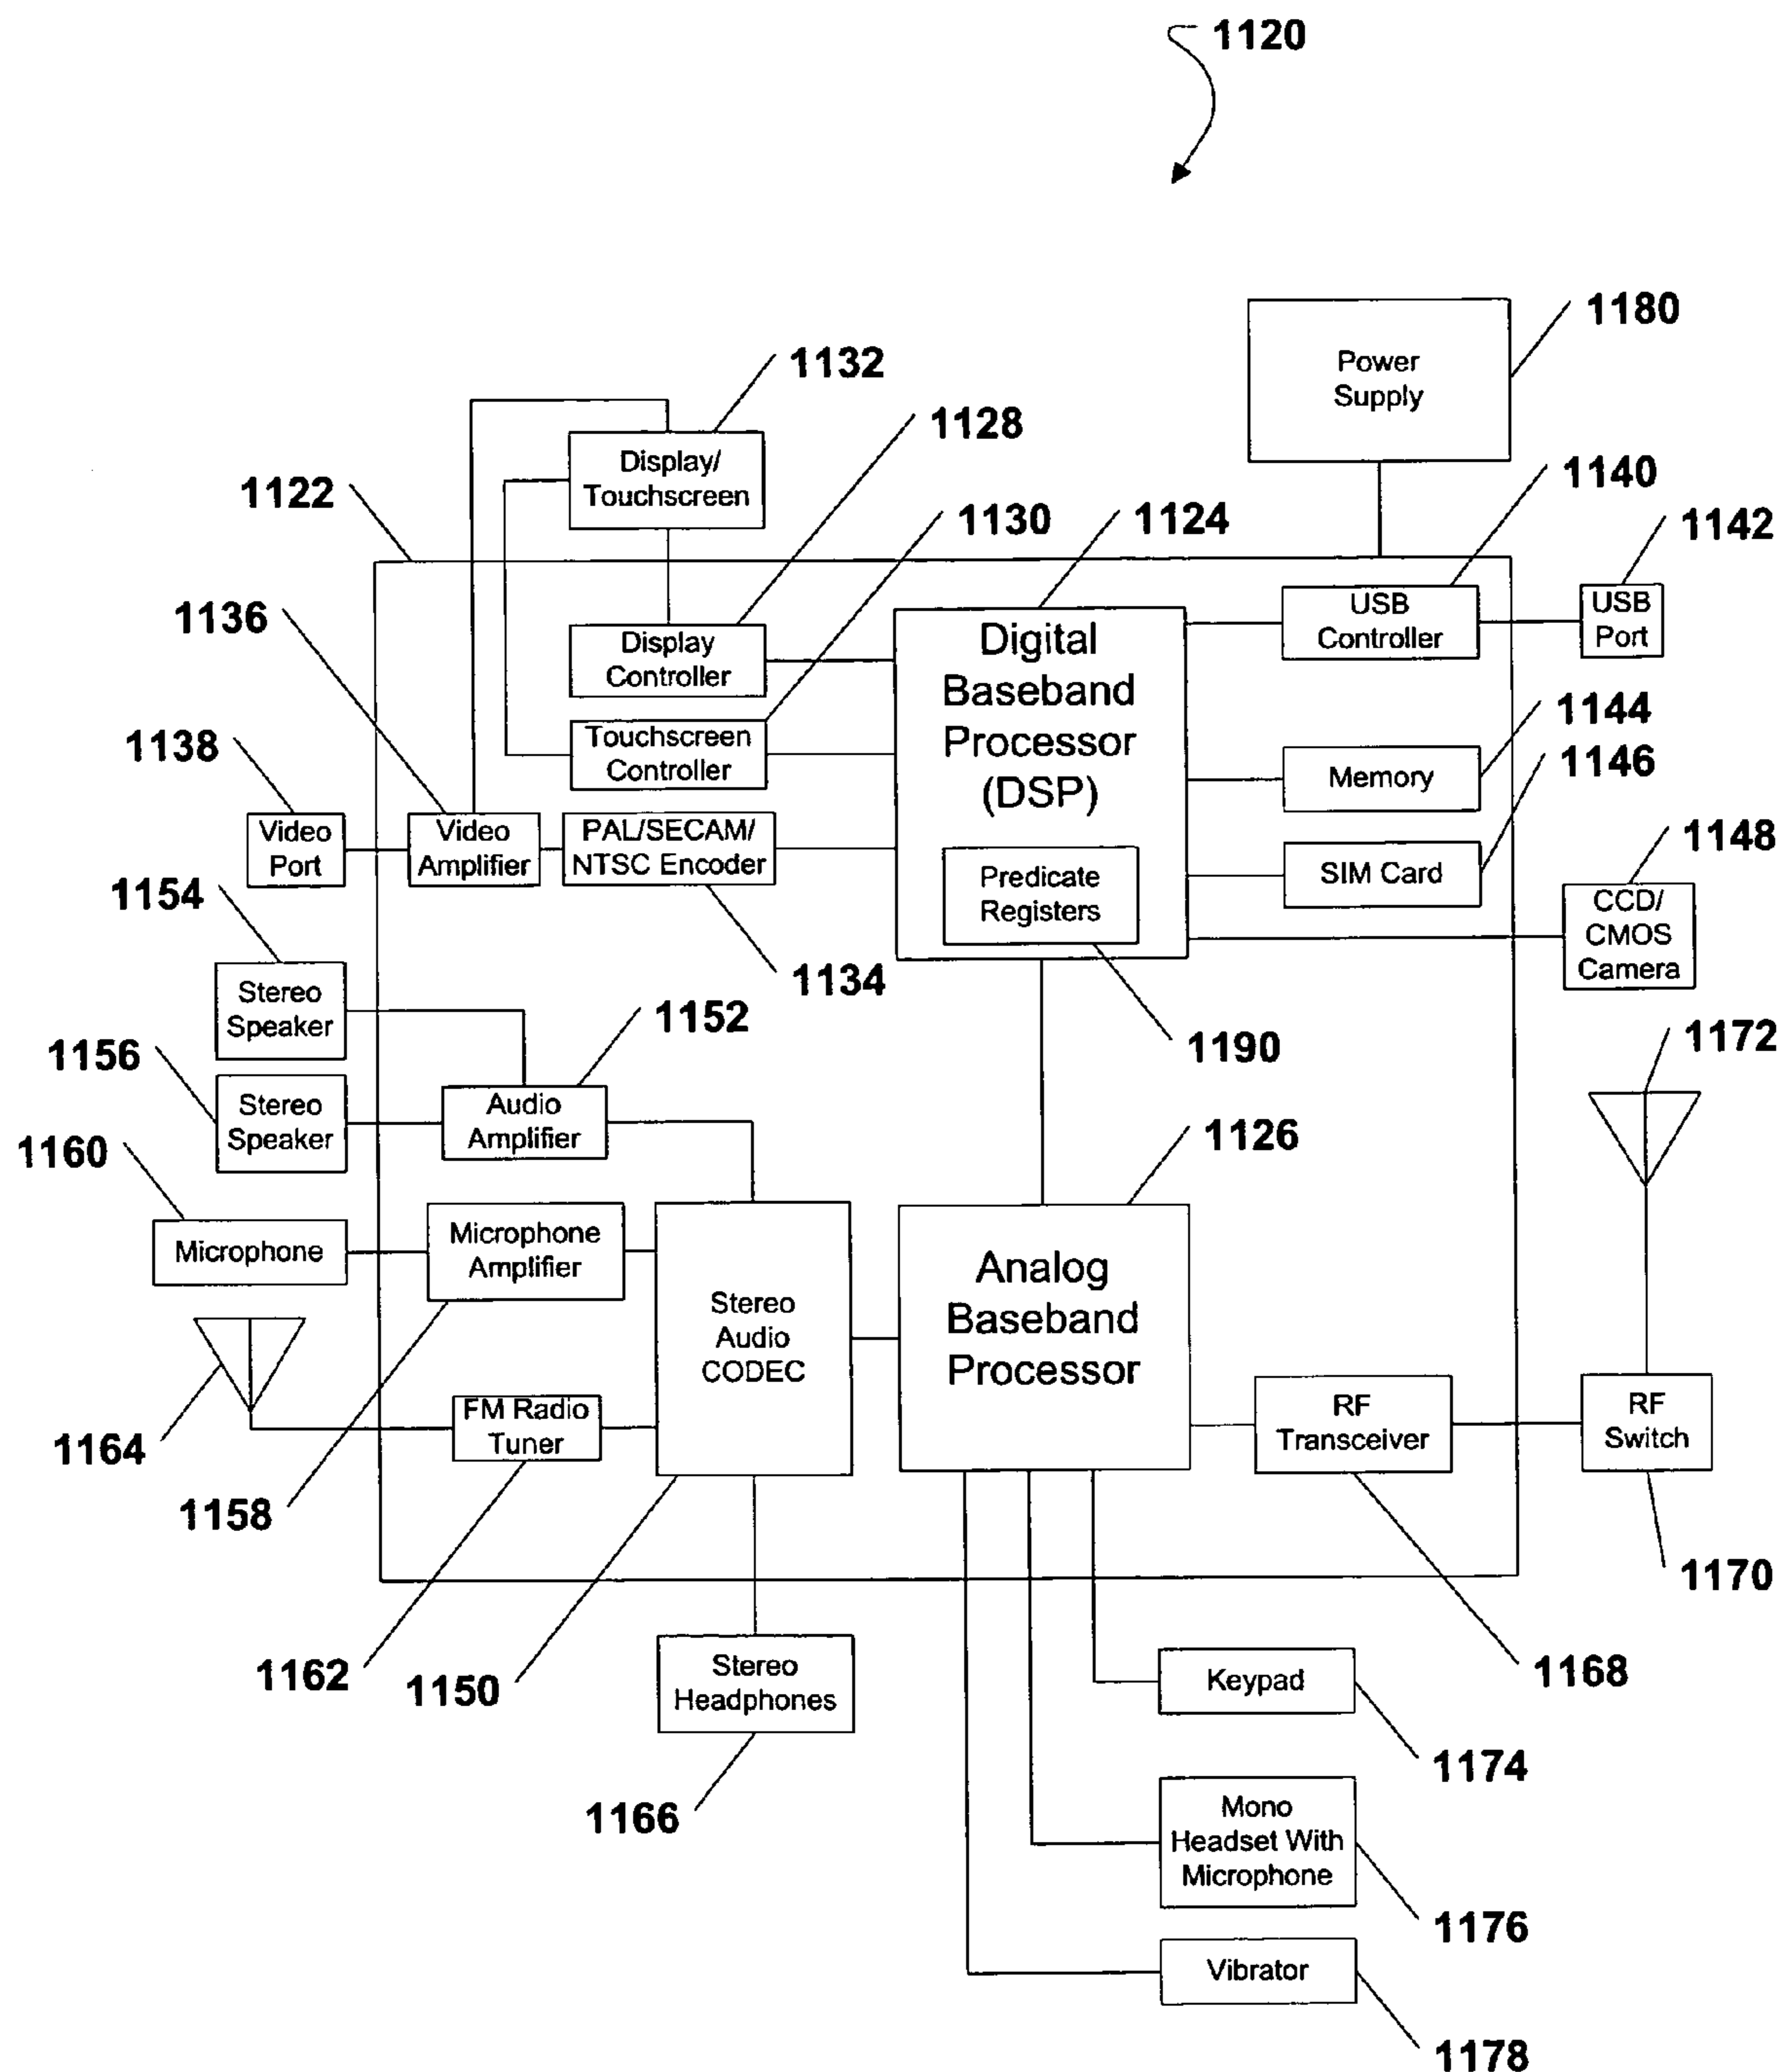 1120
1180
Power
Supply
1132
1128
Display/
Touchscreen
1122
1130
1124
1140
1142
1136
Display
Controller
Digital
Baseband
Processor
(DSP)
USB
Controller
USB
Port
1138
Touchscreen
Controller
1144
Memory
1146
Video
Port
Video
Amplifier
PAL/SECAM/
NTSC Encoder
Predicate
Registers
SIM Card
1148
CCD/
CMOS
Camera
1154
1134
Stereo
Speaker
1152
1190
1172
1156
Stereo
Speaker
Audio
Amplifier
1126
1160
Microphone
Microphone
Amplifier
Stereo
Audio
CODEC
Analog
Baseband
Processor
1164
FM Radio
Tuner
RF
Transceiver
RF
Switch
1158
1170
1162
1150
Stereo
Headphones
Keypad
1168
1174
1166
Mono
Headset With
Microphone
1176
Vibrator
1178